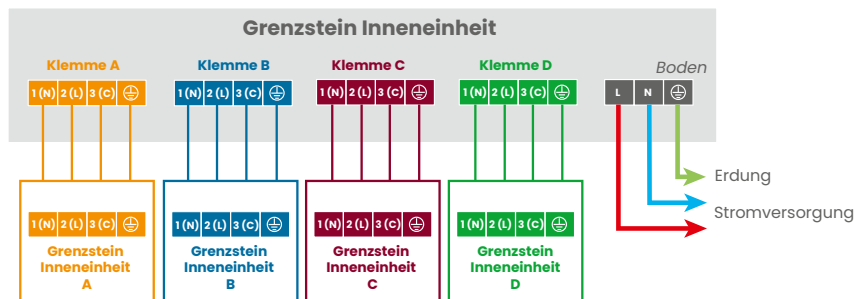 Grenzstein Inneneinheit
Klemme A Klemme B Klemme C Klemme D Boden
1 (N) 2 (L) 3 (C) 1 (N) 2 (L) 3 (C) 1 (N) 2 (L) 3 (C) 1 (N) 2 (L) 3 (C) L N
Erdung
Stromversorgung
1 (N) 2 (L) 3 (C) 1 (N) 2 (L) 3 (C) 1 (N) 2 (L) 3 (C) 1 (N) 2 (L) 3 (C)
Grenzstein
Inneneinheit
A
Grenzstein
Inneneinheit
B
Grenzstein
Inneneinheit
C
Grenzstein
Inneneinheit
D